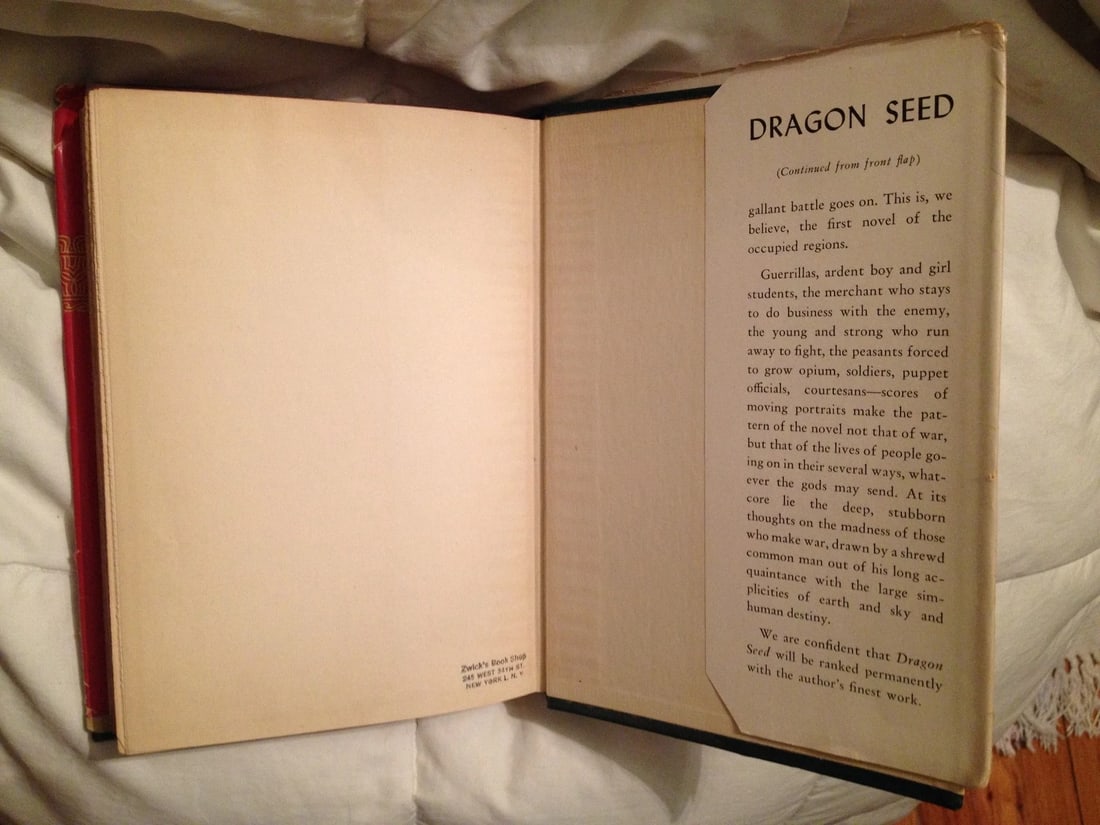 Zwick's Book Shop
NEW YORK
DRAGON SEED
(Continued from front flap)
gallant battle goes on. This is, we
believe, the first novel of the
occupied regions.
Guerrillas, ardent boy and girl
students, the merchant who stays
to do business with the enemy,
the young and strong who run
away to fight, the peasants forced
to grow opium, soldiers, puppet
officials, courtesans—scores of
moving portraits make the pat-
tern of the novel not that of war,
but that of the lives of people go-
ing on in their several ways, what-
ever the gods may send. At its
core lie the deep, stubborn
thoughts on the madness of those
who make war, drawn by a shrewd
common man out of his long ac-
quaintance with the large sim-
plicities of earth and sky and
human destiny.
We are confident that Dragon
Seed will be ranked permanently
with the author's finest work.